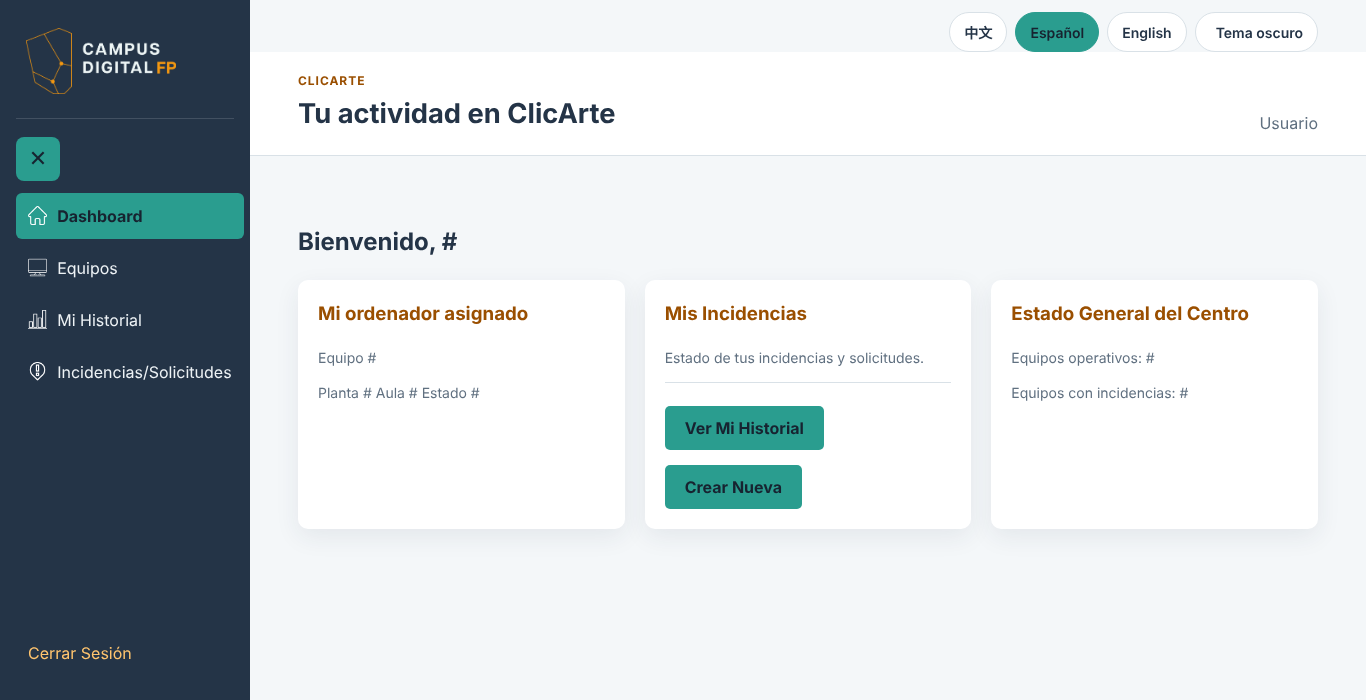 CAMPUS
DIGITAL FP
Dashboard
Equipos
Mi Historial
Incidencias/Solicitudes
Cerrar Sesión
中文
Español
English
Tema oscuro
CLICARTE
Tu actividad en ClicArte
Usuario
Bienvenido, #
Mi ordenador asignado
Equipo #
Planta # Aula # Estado #
Mis Incidencias
Estado de tus incidencias y solicitudes.
Ver Mi Historial
Crear Nueva
Estado General del Centro
Equipos operativos: #
Equipos con incidencias: #